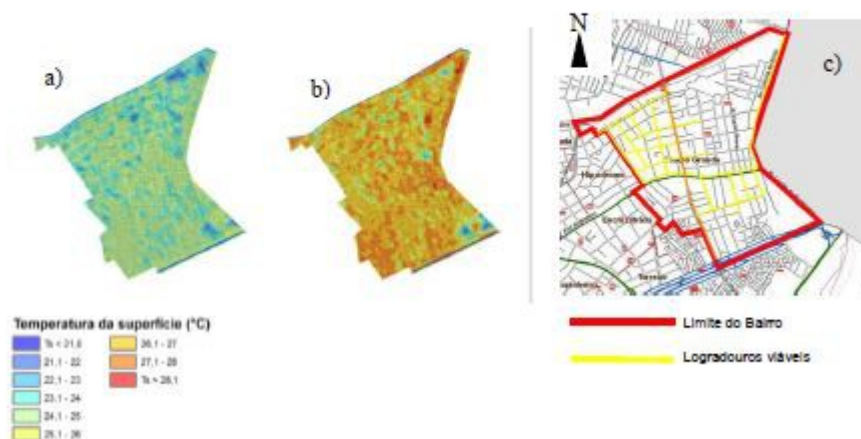 a)
b)
N
c)
Temperatura da superfície (°C)
Ts < 21,0
21,1 - 22
22,1 - 23
23,1 - 24
24,1 - 25
25,1 - 26
26,1 - 27
27,1 - 28
Ts > 28,1
Limite do Bairro
Logradouros viáveis